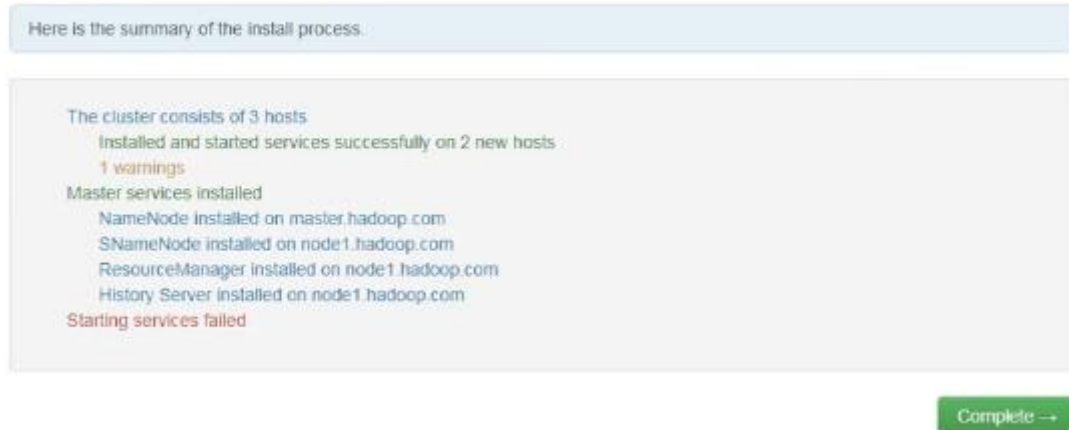 Here is the summary of the install process.
The cluster consists of 3 hosts
Installed and started services successfully on 2 new hosts
1 warnings
Master services installed
NameNode installed on master.hadoop.com
SNameNode installed on node1.hadoop.com
ResourceManager installed on node1.hadoop.com
History Server installed on node1.hadoop.com
Starting services failed
Complete →